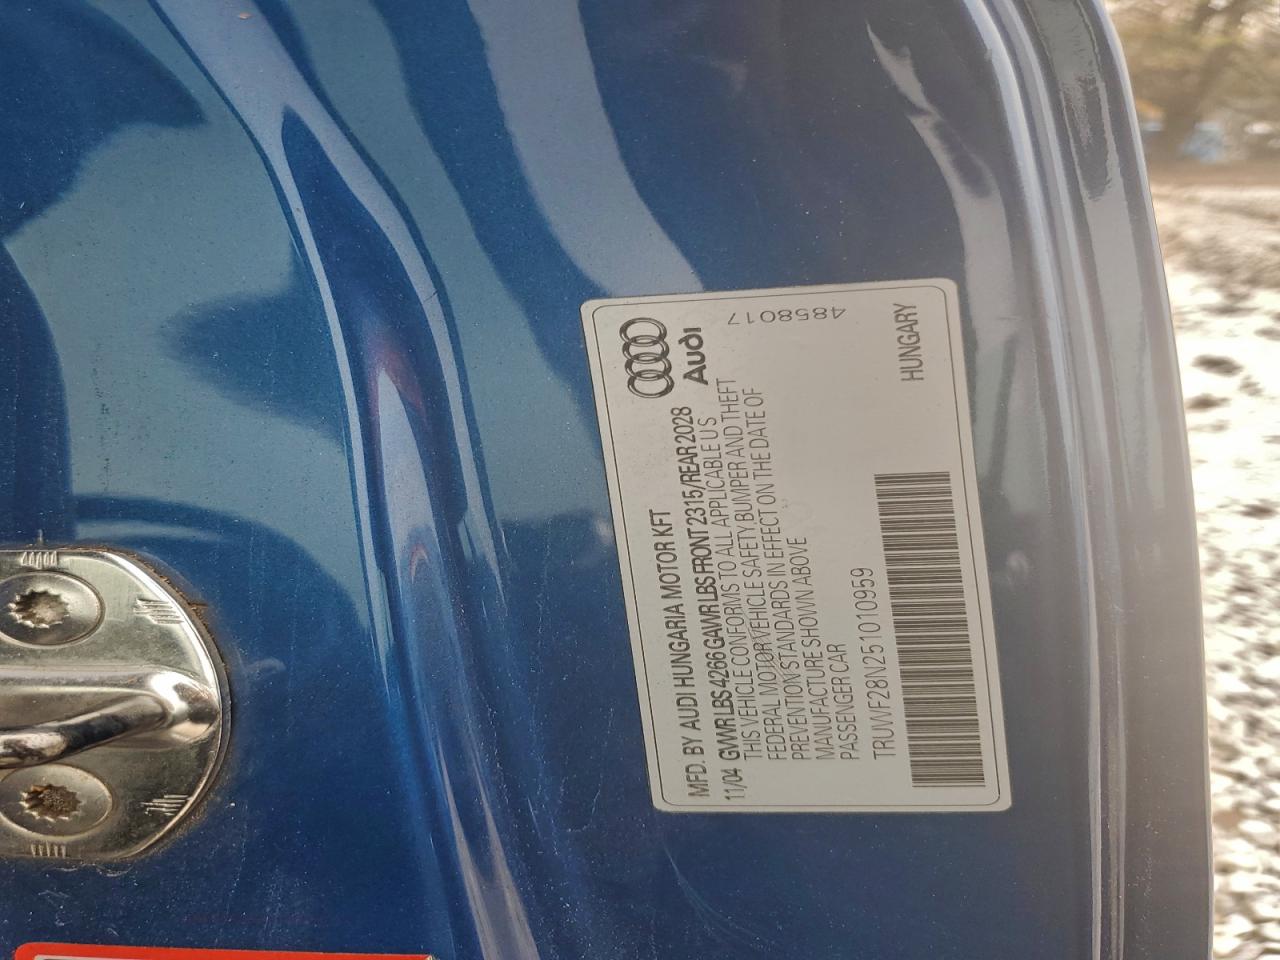 Audi
MFD. BY AUDI HUNGARIA MOTOR KFT
11/04 GVWR LBS 4266 GAWR LBS FRONT 2315/REAR 2028
THIS VEHICLE CONFORMS TO ALL APPLICABLE US
FEDERAL MOTOR VEHICLE SAFETY BUMPER AND THEFT
PREVENTION STANDARDS IN EFFECT ON THE DATE OF
MANUFACTURE SHOWN ABOVE
PASSENGER CAR
TRUWF28N251010959
HUNGARY
4858017